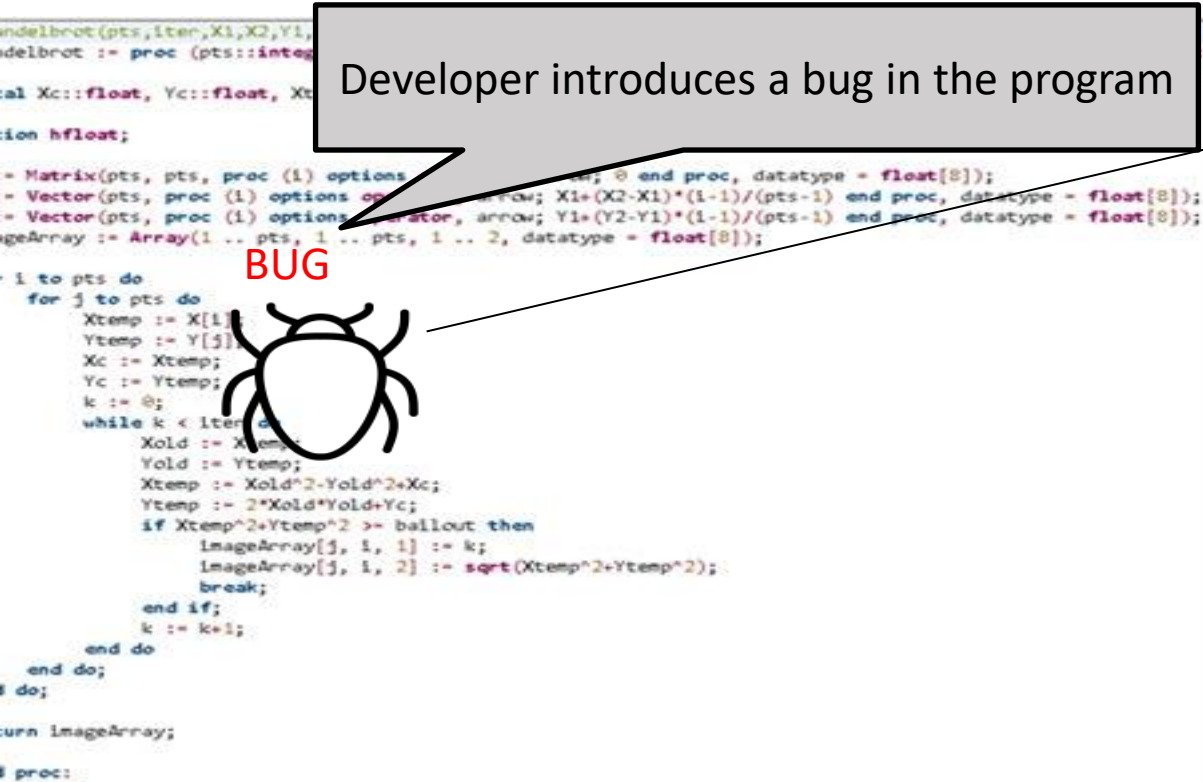 andelbrot(pts,iter,X1,X2,Y1,
ndelbrot := proc (pts::integ
Developer introduces a bug in the program
cal Xc::float, Yc::float, Xt
tion hfloat;
:= Matrix(pts, pts, proc (i) options 0 end proc, datatype = float[8]);
:= Vector(pts, proc (i) options arrow; X1+(X2-X1)*(i-1)/(pts-1) end proc, datatype = float[8]);
:= Vector(pts, proc (i) options operator, arrow; Y1+(Y2-Y1)*(i-1)/(pts-1) end proc, datatype = float[8]);
ageArray := Array(1 .. pts, 1 .. pts, 1 .. 2, datatype = float[8]);
BUG
i to pts do
for j to pts do
Xtemp := X[i];
Ytemp := Y[j];
Xc := Xtemp;
Yc := Ytemp;
k := 0;
while k < iter do
Xold := Xtemp;
Yold := Ytemp;
Xtemp := Xold^2-Yold^2+Xc;
Ytemp := 2*Xold*Yold+Yc;
if Xtemp^2+Ytemp^2 >= bailout then
imageArray[j, i, 1] := k;
imageArray[j, i, 2] := sqrt(Xtemp^2+Ytemp^2);
break;
end if;
k := k+1;
end do
end do;
d do;
turn imageArray;
d proc: